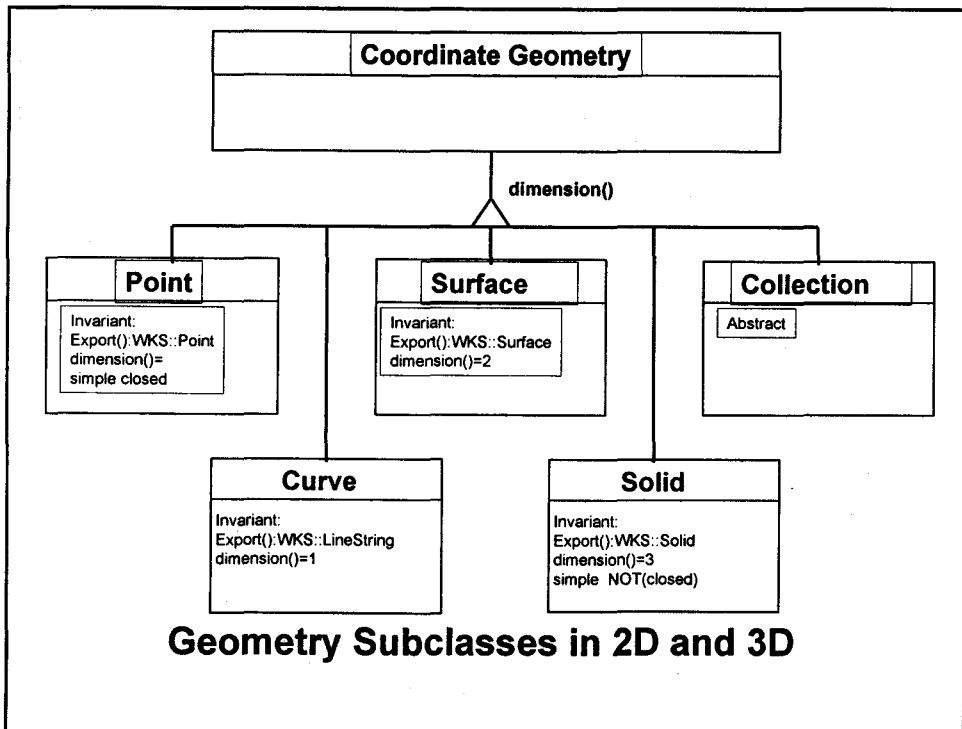 Coordinate Geometry
dimension()
Point
Invariant:
Export():WKS::Point
dimension()=
simple closed
Surface
Invariant:
Export():WKS::Surface
dimension()=2
Collection
Abstract
Curve
Invariant:
Export():WKS::LineString
dimension()=1
Solid
Invariant:
Export():WKS::Solid
dimension()=3
simple NOT(closed)
Geometry Subclasses in 2D and 3D